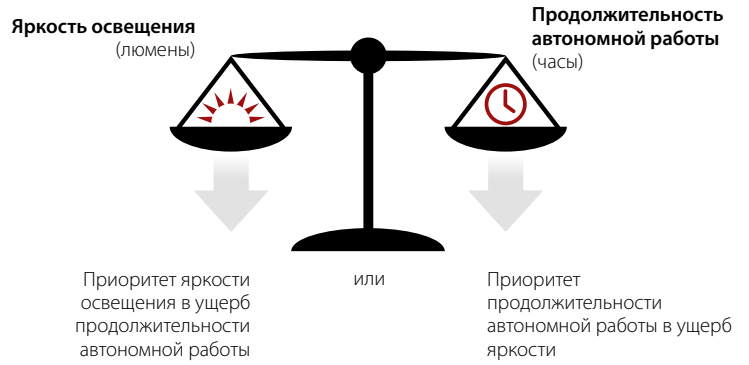 Яркость освещения
(люмены)
Продолжительность
автономной работы
(часы)
Приоритет яркости
освещения в ущерб
продолжительности
автономной работы
или
Приоритет
продолжительности
автономной работы в ущерб
яркости